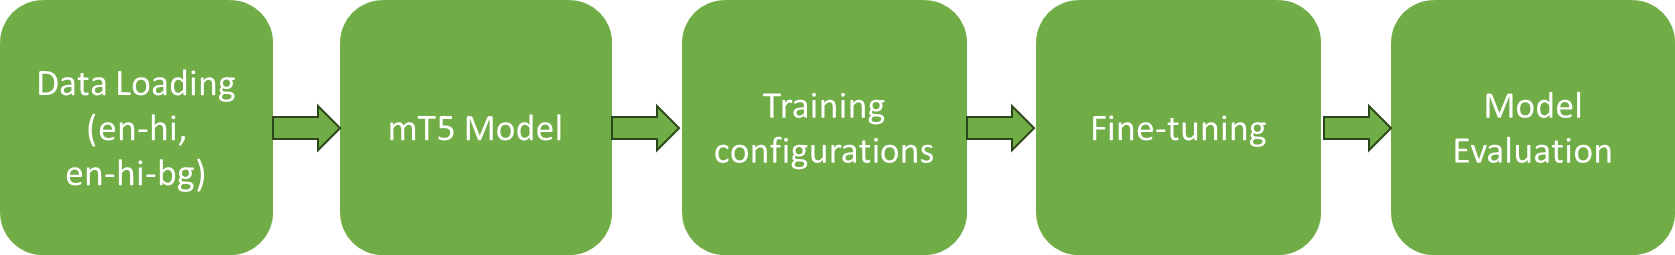 Data Loading
(en-hi,
en-hi-bg)
mT5 Model
Training
configurations
Fine-tuning
Model
Evaluation